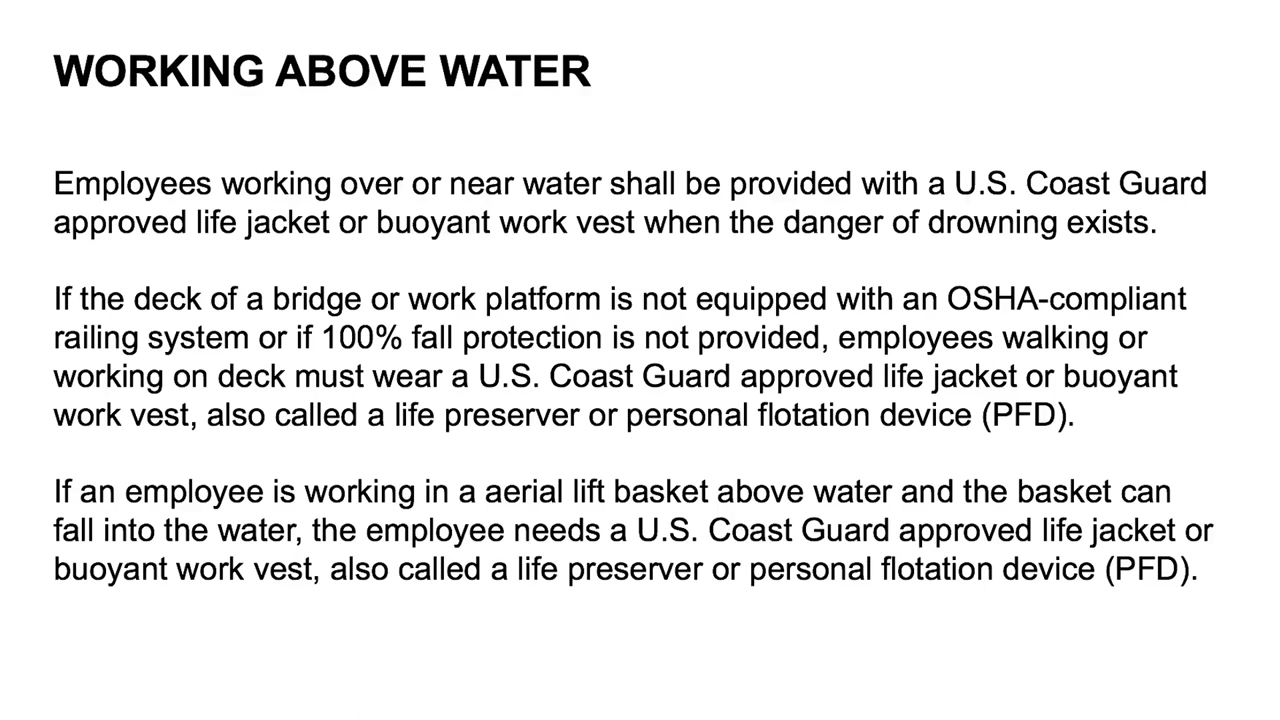 WORKING ABOVE WATER
Employees working over or near water shall be provided with a U.S. Coast Guard
approved life jacket or buoyant work vest when the danger of drowning exists.
If the deck of a bridge or work platform is not equipped with an OSHA-compliant
railing system or if 100% fall protection is not provided, employees walking or
working on deck must wear a U.S. Coast Guard approved life jacket or buoyant
work vest, also called a life preserver or personal flotation device (PFD).
If an employee is working in a aerial lift basket above water and the basket can
fall into the water, the employee needs a U.S. Coast Guard approved life jacket or
buoyant work vest, also called a life preserver or personal flotation device (PFD).